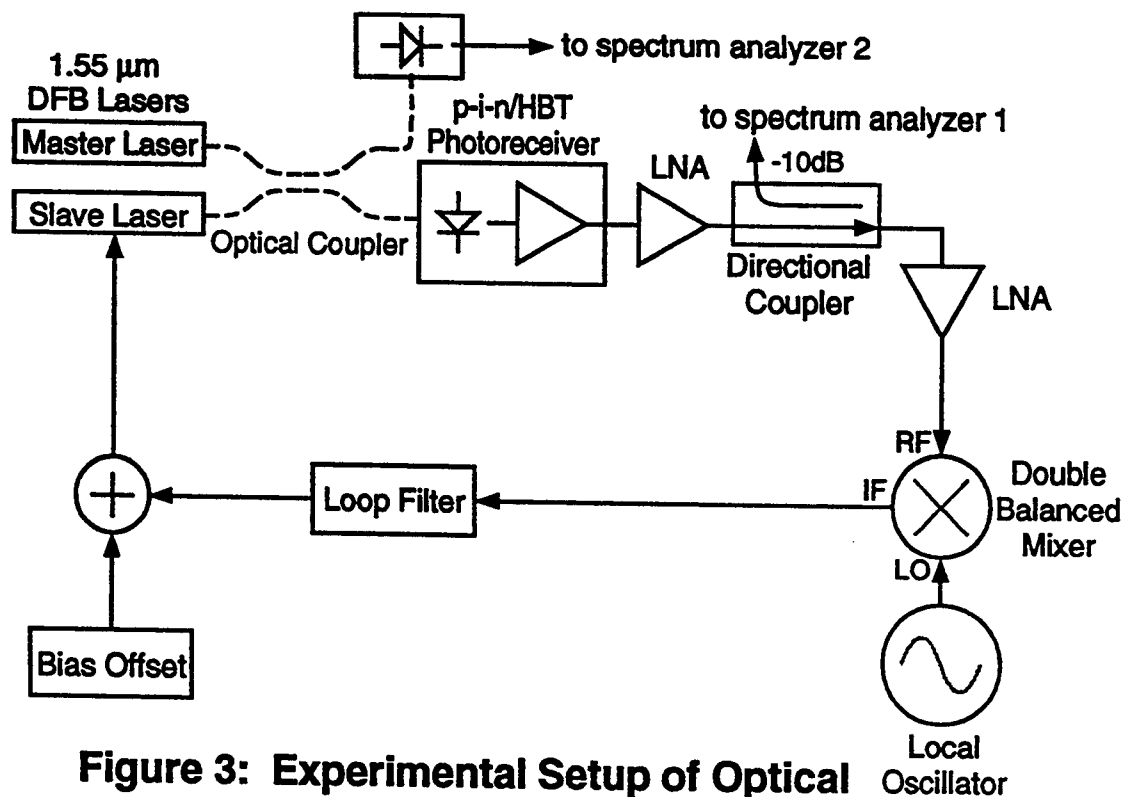 to spectrum analyzer 2
1.55 μm
DFB Lasers
Master Laser
Slave Laser
Optical Coupler
p-i-n/HBT
Photoreceiver
LNA
to spectrum analyzer 1
-10dB
Directional
Coupler
LNA
RF
IF
LO
Double
Balanced
Mixer
Loop Filter
Bias Offset
Local
Oscillator
Figure 3: Experimental Setup of Optical